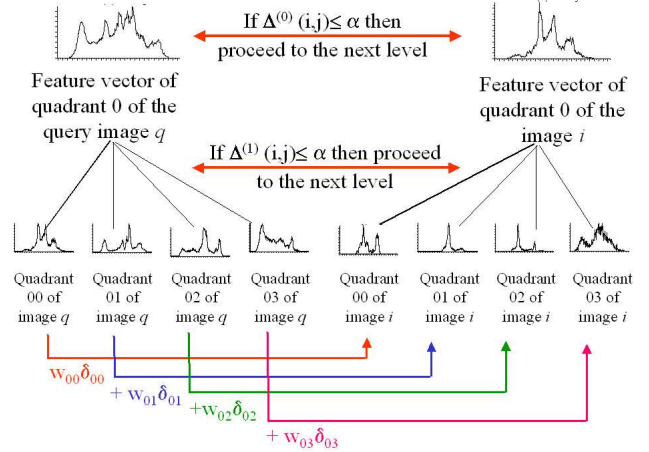 If Δ(0) (i,j)≤ α then
proceed to the next level
Feature vector of
quadrant 0 of the
query image q
Feature vector of
quadrant 0 of the
image i
If Δ(1) (i,j)≤ α then proceed
to the next level
Quadrant
00 of
image q
Quadrant
01 of
image q
Quadrant
02 of
image q
Quadrant
03 of
image q
Quadrant
00 of
image i
Quadrant
01 of
image i
Quadrant
02 of
image i
Quadrant
03 of
image i
w00δ00
+ w01δ01
+w02δ02
+ w03δ03